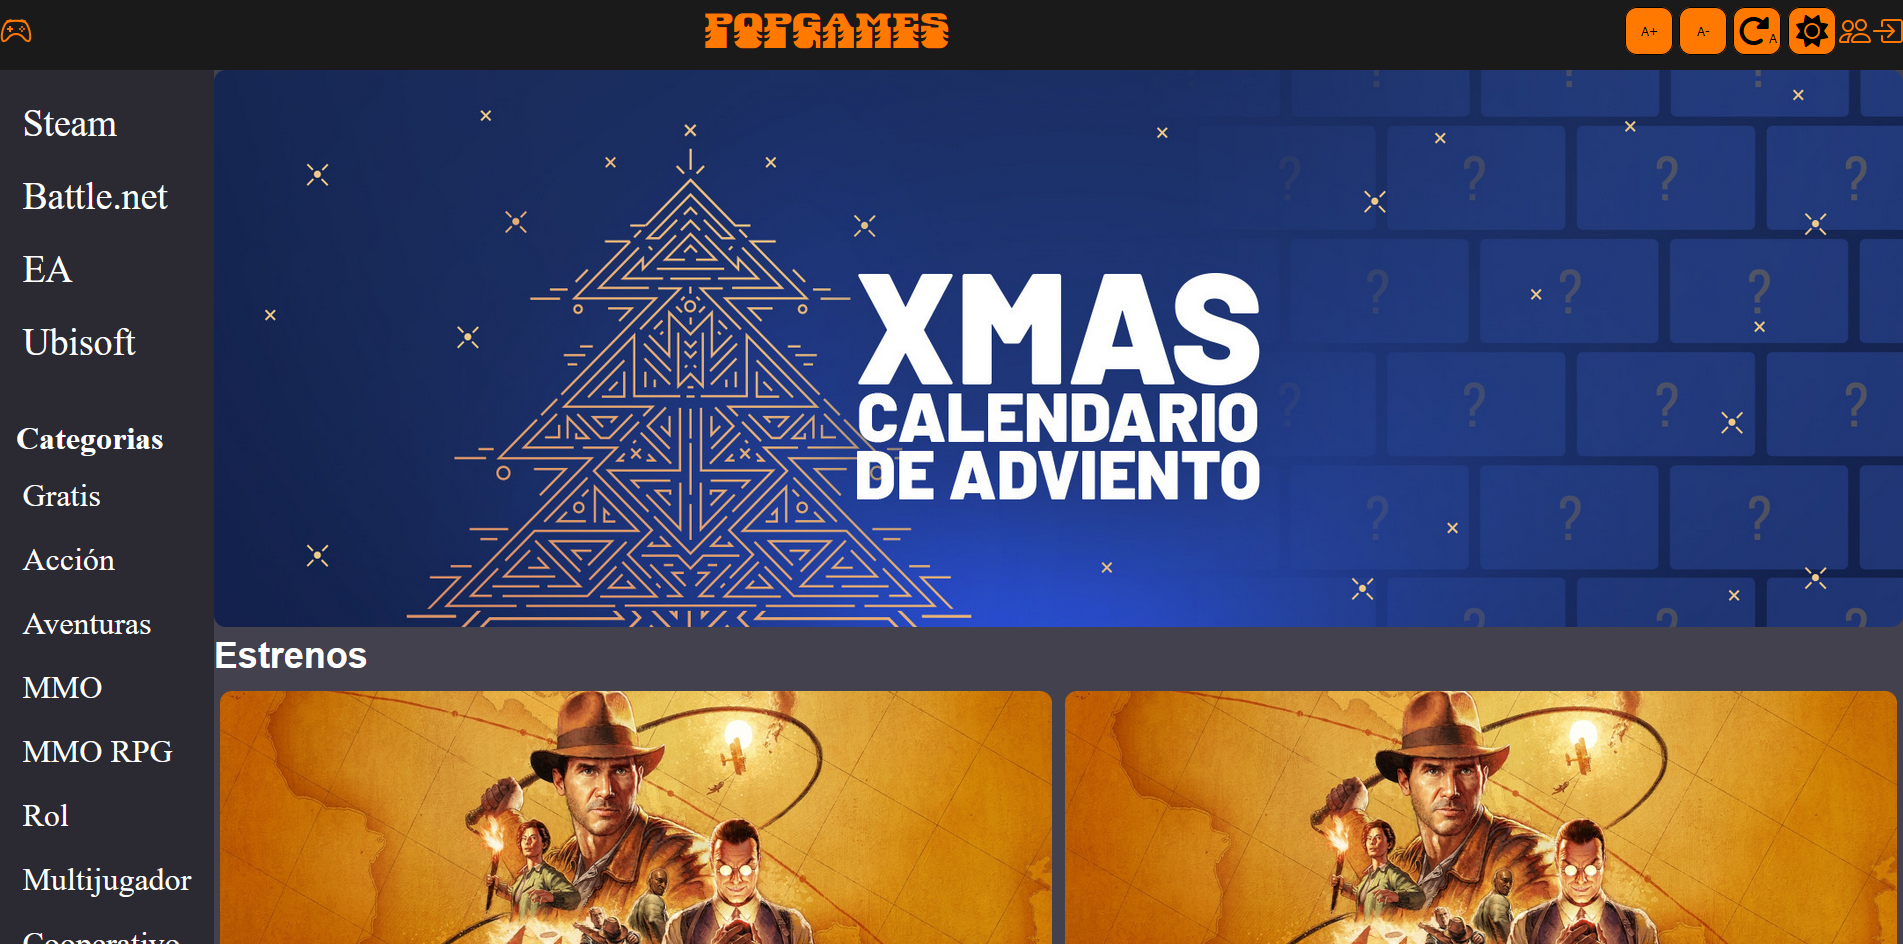 POPGAMES
A+
A-
A
Steam
Battle.net
EA
Ubisoft
Categorias
Gratis
Acción
Aventuras
MMO
MMO RPG
Rol
Multijugador
Cooperativo
XMAS
CALENDARIO
DE ADVIENTO
Estrenos